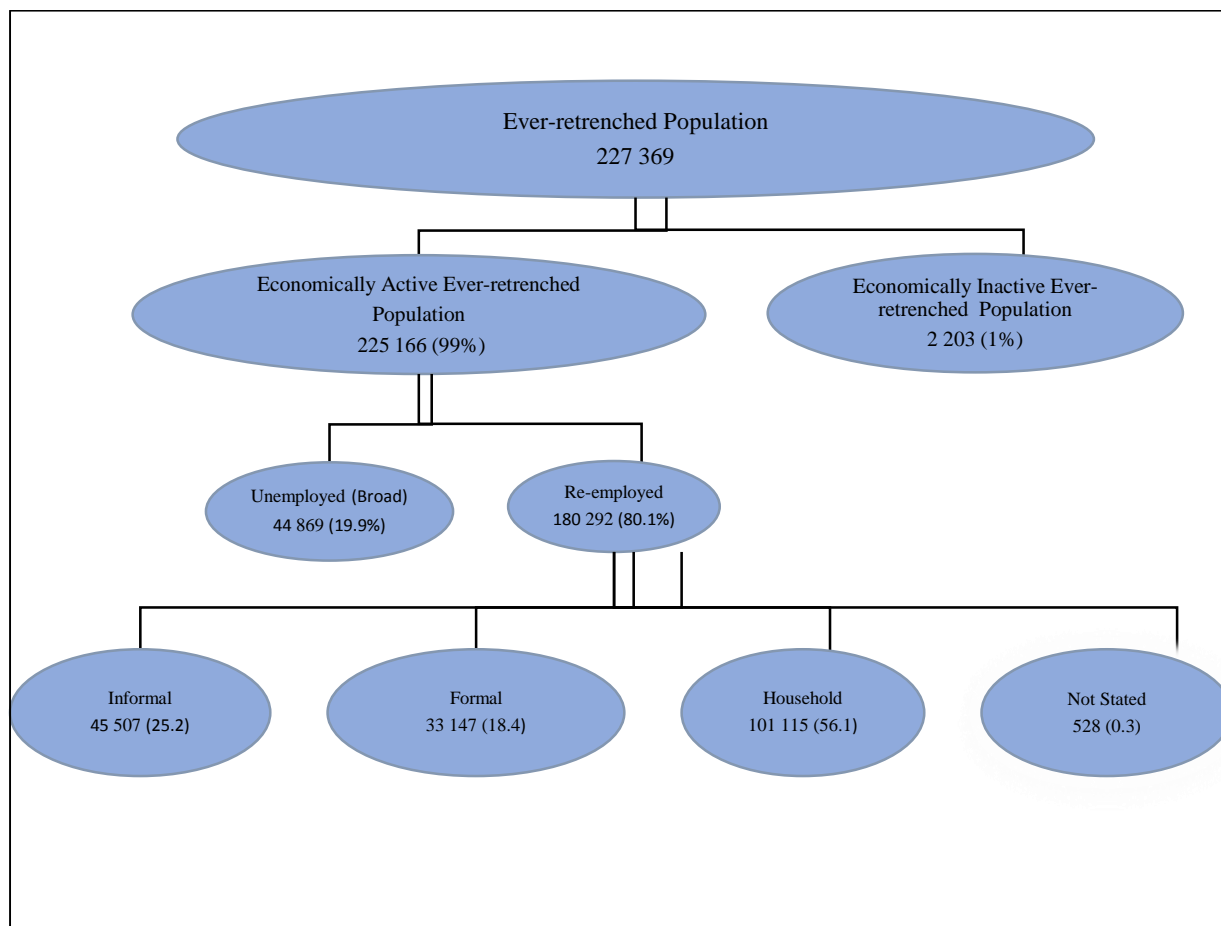 Ever-retrenched Population
227 369
Economically Active Ever-retrenched
Population
225 166 (99%)
Economically Inactive Ever-
retrenched Population
2 203 (1%)
Unemployed (Broad)
44 869 (19.9%)
Re-employed
180 292 (80.1%)
Informal
45 507 (25.2)
Formal
33 147 (18.4)
Household
101 115 (56.1)
Not Stated
528 (0.3)